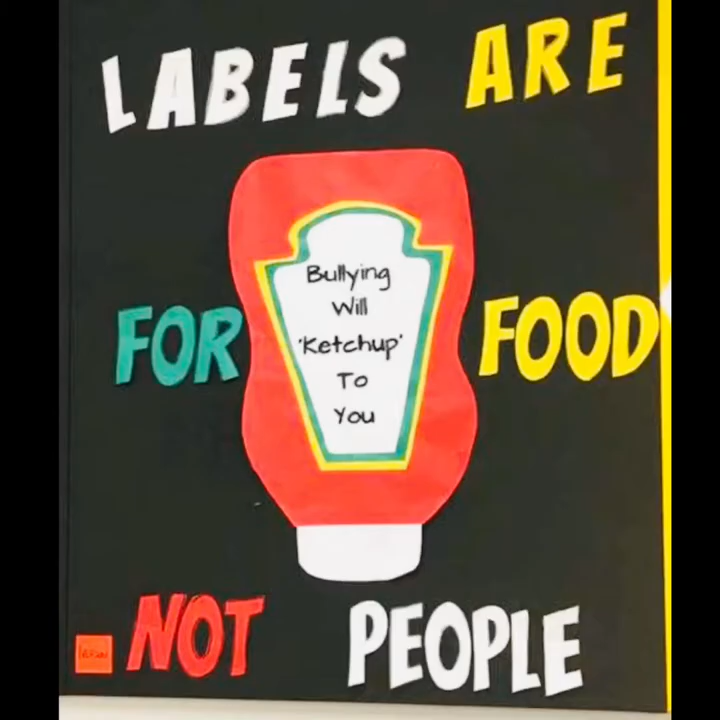 LABELS ARE
Bullying
Will
'Ketchup'
To
You
FOR FOOD
NOT PEOPLE